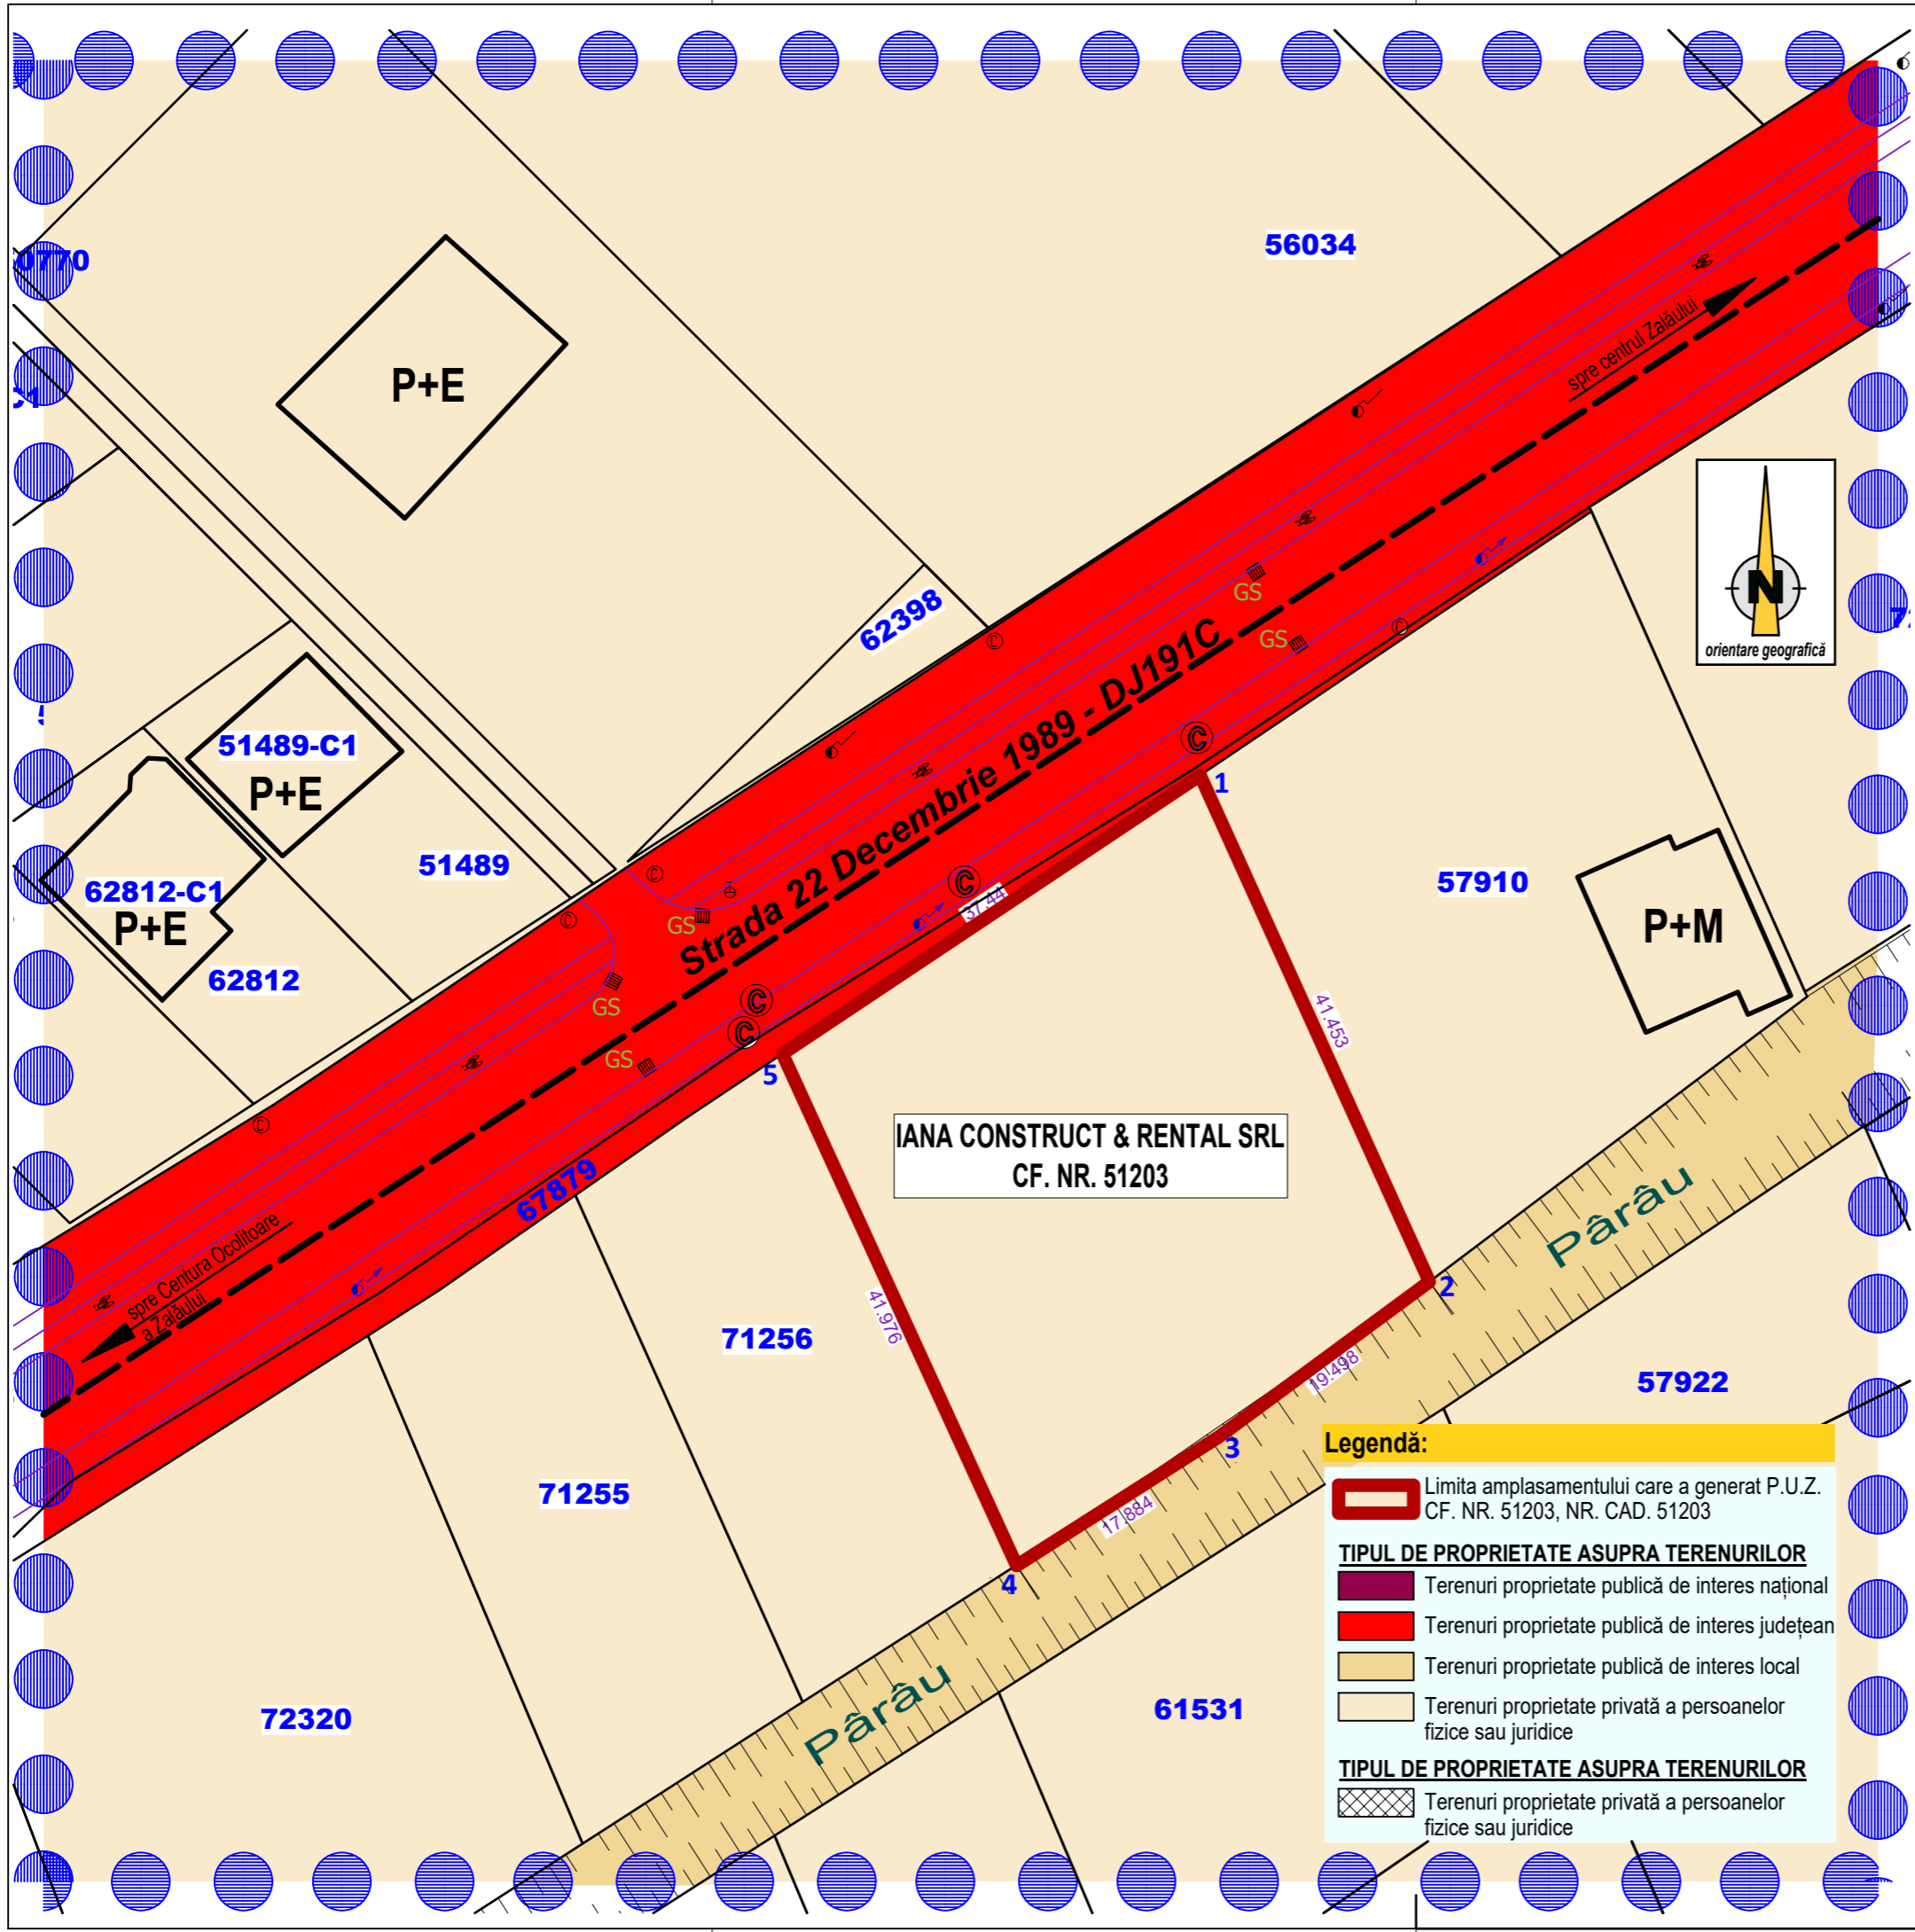 56034
0770
C1
P+E
spre centrul Zalăului
N
orientare geografică
62398
GS
GS
Strada 22 Decembrie 1989 - DJ191C
51489-C1
P+E
51489
62812-C1
P+E
62812
GS
GS
GS
C
C
C
C
C
C
C
C
C
C
1
37.44
41.453
57910
P+M
5
IANA CONSTRUCT & RENTAL SRL
CF. NR. 51203
67879
spre Centura Ocolitoare
a Zalăului
Pârâu
2
41.976
71256
19.498
57922
3
17.884
4
71255
72320
Pârâu
61531
Legendă:
Limita amplasamentului care a generat P.U.Z.
CF. NR. 51203, NR. CAD. 51203
TIPUL DE PROPRIETATE ASUPRA TERENURILOR
Terenuri proprietate publică de interes național
Terenuri proprietate publică de interes județean
Terenuri proprietate publică de interes local
Terenuri proprietate privată a persoanelor
fizice sau juridice
TIPUL DE PROPRIETATE ASUPRA TERENURILOR
Terenuri proprietate privată a persoanelor
fizice sau juridice